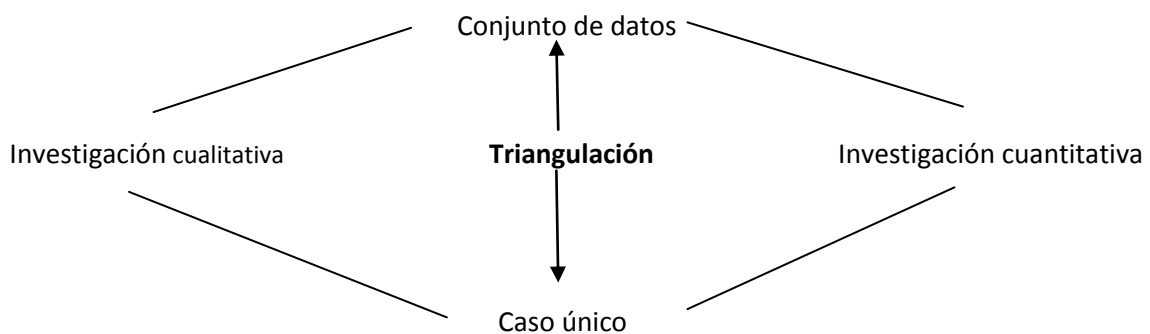 Conjunto de datos
Investigación cualitativa Triangulación Investigación cuantitativa
Caso único